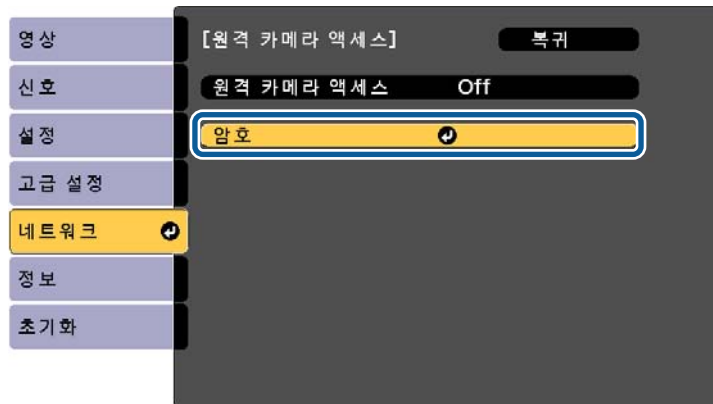 영상
신호
설정
고급 설정
네트워크
정보
초기화
[원격 카메라 액세스] 복귀
원격 카메라 액세스 Off
암호